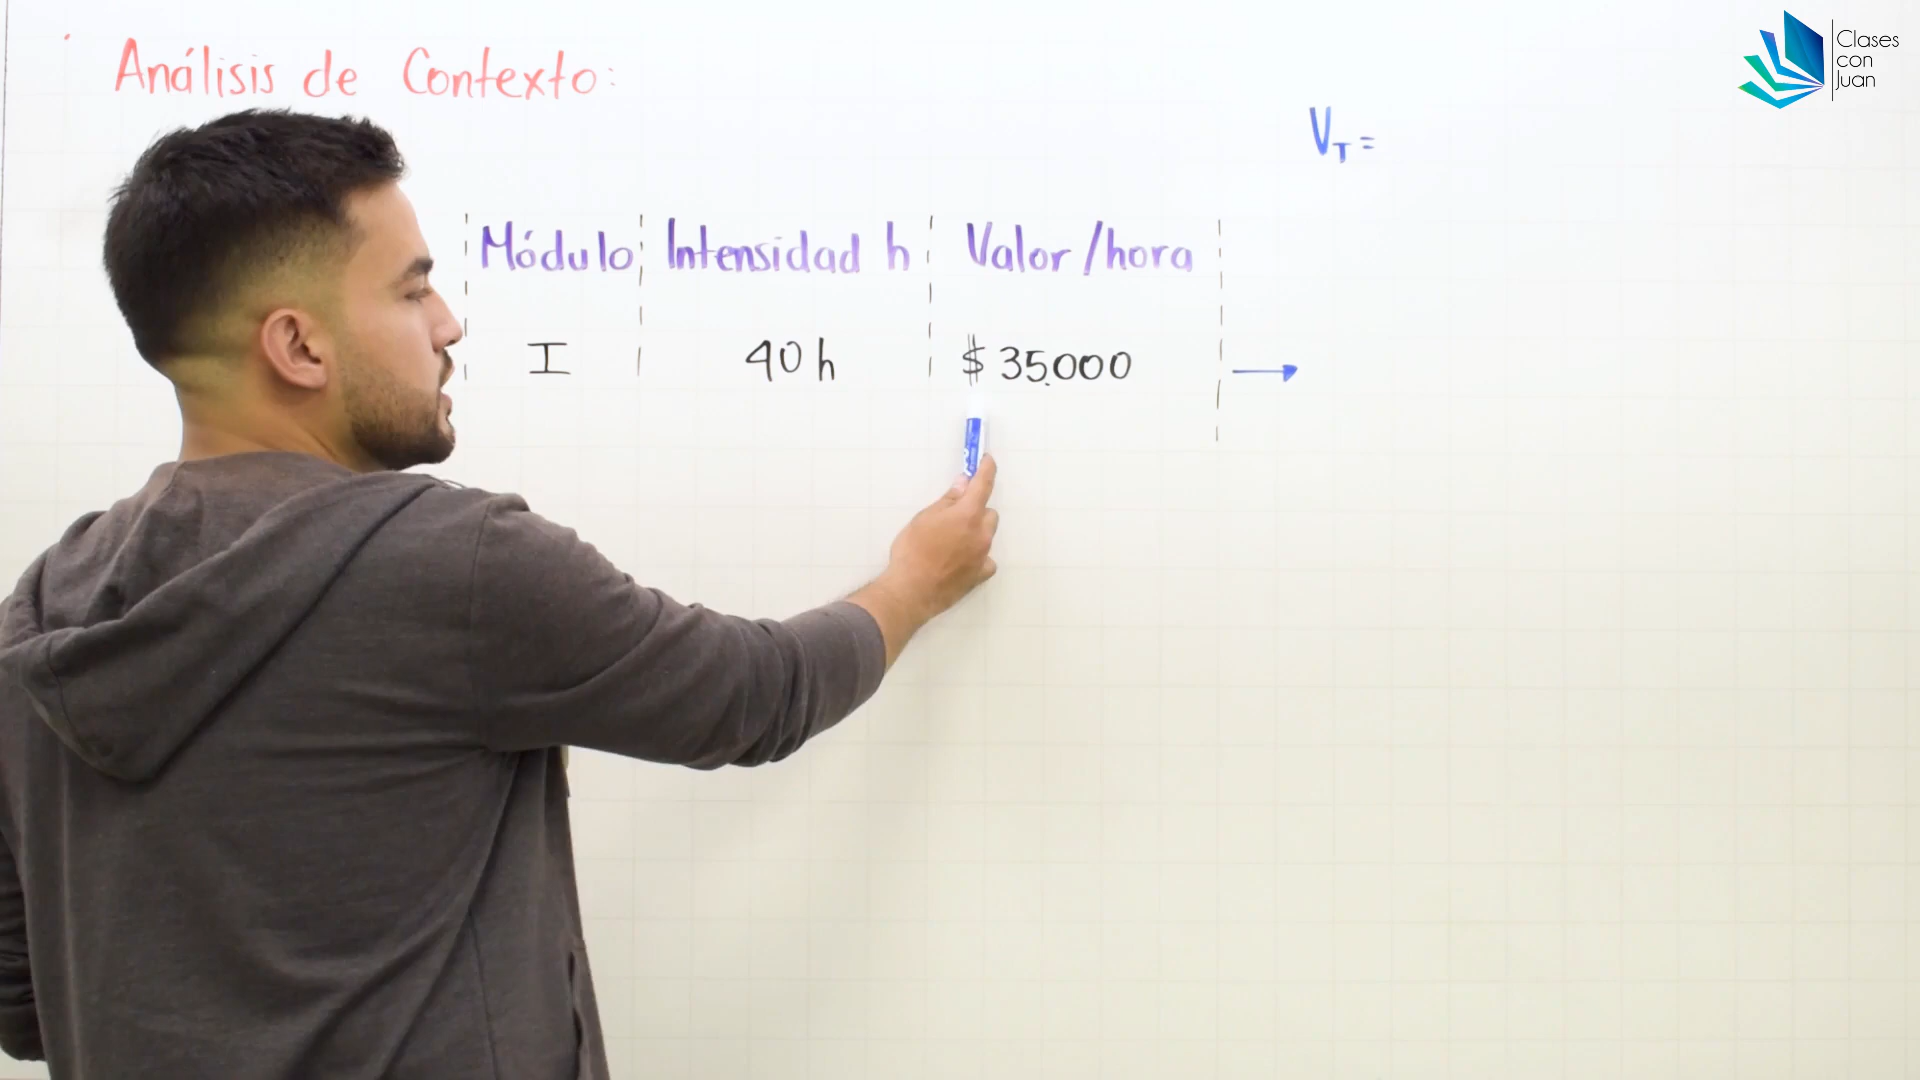 Análisis de Contexto:
Clases
con
Juan
V_T =
Módulo Intensidad h Valor/hora
I 40 h $ 35.000